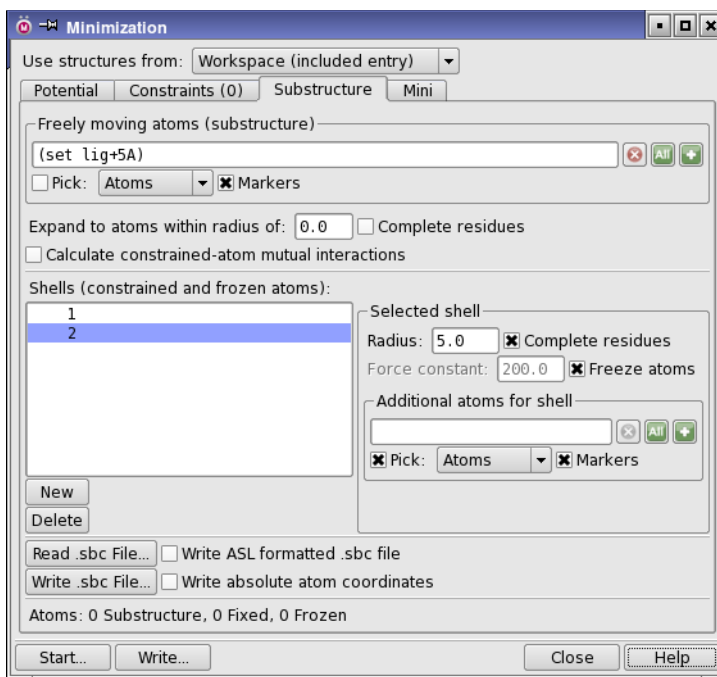 Minimization
Use structures from: Workspace (included entry)
Potential Constraints (0) Substructure Mini
Freely moving atoms (substructure)
(set lig+5A) All
Pick: Atoms Markers
Expand to atoms within radius of: 0.0 Complete residues
Calculate constrained-atom mutual interactions
Shells (constrained and frozen atoms):
1
2
Selected shell
Radius: 5.0 Complete residues
Force constant: 200.0 Freeze atoms
Additional atoms for shell
All
Pick: Atoms Markers
New
Delete
Read .sbc File... Write ASL formatted .sbc file
Write .sbc File... Write absolute atom coordinates
Atoms: 0 Substructure, 0 Fixed, 0 Frozen
Start... Write... Close Help